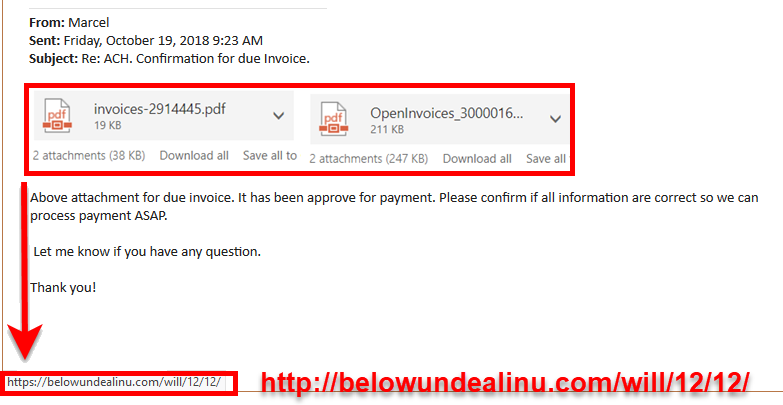 From: Marcel
Sent: Friday, October 19, 2018 9:23 AM
Subject: Re: ACH. Confirmation for due Invoice.
pdf invoices-2914445.pdf
19 KB
pdf OpenInvoices_3000016...
211 KB
2 attachments (38 KB) Download all Save all to 2 attachments (247 KB) Download all Save all
Above attachment for due invoice. It has been approve for payment. Please confirm if all information are correct so we can
process payment ASAP.
Let me know if you have any question.
Thank you!
https://belowundealinu.com/will/12/12/ http://belowundealinu.com/will/12/12/